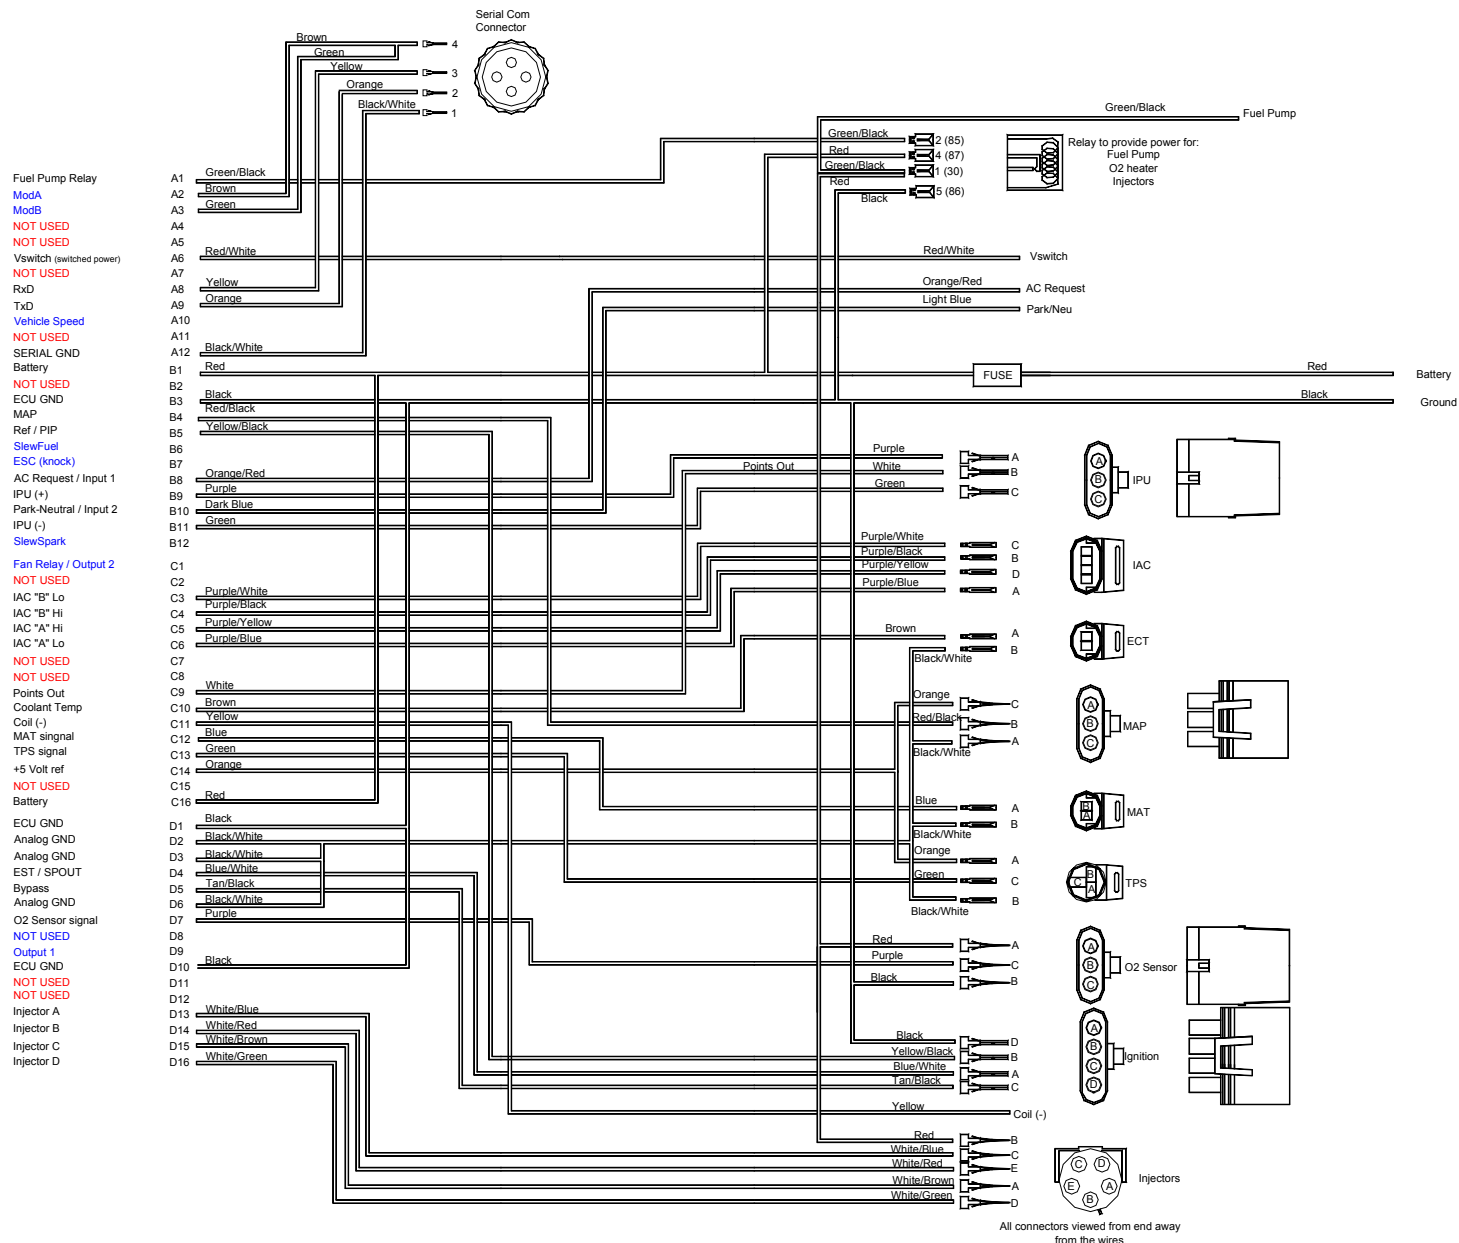 Serial Com
Connector
Brown
4
Green
Yellow
3
Orange
2
Black/White
1
Green/Black
Fuel Pump
Green/Black
2 (85)
Red
4 (87)
Green/Black
1 (30)
Red
5 (86)
Black
Relay to provide power for:
Fuel Pump
O2 heater
Injectors
Fuel Pump Relay A1 Green/Black
ModA A2 Brown
ModB A3 Green
NOT USED A4
NOT USED A5
Vswitch (switched power) A6 Red/White Red/White Vswitch
NOT USED A7
RxD A8 Yellow Orange/Red AC Request
TxD A9 Orange Light Blue Park/Neu
Vehicle Speed A10
NOT USED A11
SERIAL GND A12 Black/White
Battery B1 Red FUSE Red Battery
NOT USED B2
ECU GND B3 Black Black Ground
MAP B4 Red/Black
Ref / PIP B5 Yellow/Black
SlewFuel B6
ESC (knock) B7
AC Request / Input 1 B8 Orange/Red
IPU (+) B9 Purple
Park-Neutral / Input 2 B10 Dark Blue
IPU (-) B11 Green
SlewSpark B12
Fan Relay / Output 2 C1
NOT USED C2
IAC "B" Lo C3 Purple/White
IAC "B" Hi C4 Purple/Black
IAC "A" Hi C5 Purple/Yellow
IAC "A" Lo C6 Purple/Blue
NOT USED C7
NOT USED C8
Points Out C9 White
Coolant Temp C10 Brown
Coil (-) C11 Yellow
MAT singnal C12 Blue
TPS signal C13 Green
+5 Volt ref C14 Orange
NOT USED C15
Battery C16 Red
ECU GND D1 Black
Analog GND D2 Black/White
Analog GND D3 Black/White
EST / SPOUT D4 Blue/White
Bypass D5 Tan/Black
Analog GND D6 Black/White
O2 Sensor signal D7 Purple
NOT USED D8
Output 1 D9
ECU GND D10 Black
NOT USED D11
NOT USED D12
Injector A D13 White/Blue
Injector B D14 White/Red
Injector C D15 White/Brown
Injector D D16 White/Green
Purple A
Points Out White B
Green C
A
B
C
IPU
Purple/White C
Purple/Black B
Purple/Yellow D
Purple/Blue A
IAC
Brown A
B
Black/White
ECT
Orange C
Red/Black B
A
Black/White
A
B
C
MAP
Blue A
B
Black/White
B
A
MAT
Orange A
Green C
B
Black/White
B
C
A
TPS
Red A
Purple C
Black B
A
B
C
O2 Sensor
Black D
Yellow/Black B
Blue/White A
Tan/Black C
A
B
C
D
Ignition
Yellow Coil (-)
Red B
White/Blue C
White/Red E
White/Brown A
White/Green D
C D
E A
B
Injectors
All connectors viewed from end away
from the wires